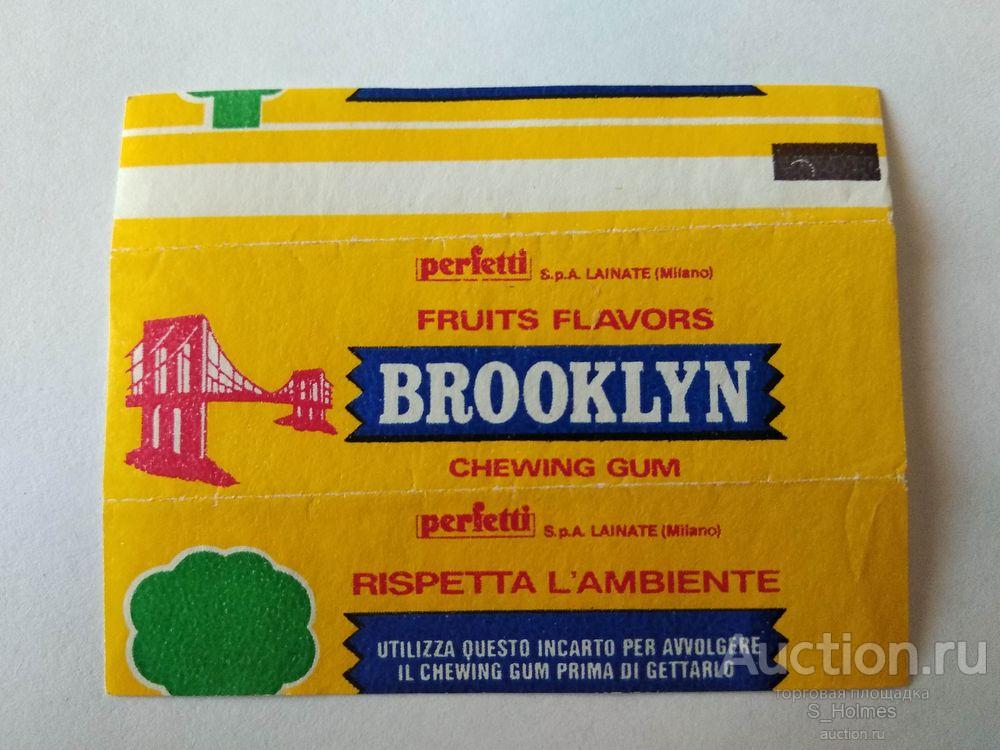 perfetti S.p.A. LAINATE (Milano)
FRUITS FLAVORS
BROOKLYN
CHEWING GUM
perfetti S.p.A. LAINATE (Milano)
RISPETTA L'AMBIENTE
UTILIZZA QUESTO INCARTO PER AVVOLGERE
IL CHEWING GUM PRIMA DI GETTARLO
Auction.ru
торговая площадка
S_Holmes
auction.ru